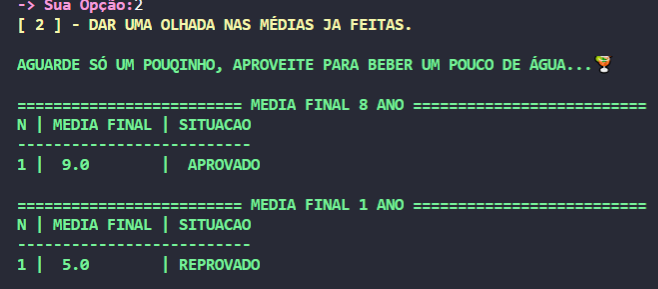 -> Sua Opção:2
[ 2 ] - DAR UMA OLHADA NAS MÉDIAS JA FEITAS.
AGUARDE SÓ UM POUQINHO, APROVEITE PARA BEBER UM POUCO DE ÁGUA...🍹
========================= MEDIA FINAL 8 ANO ==========================
N | MEDIA FINAL | SITUACAO
--------------------------
1 |  9.0        |  APROVADO
========================= MEDIA FINAL 1 ANO ==========================
N | MEDIA FINAL | SITUACAO
--------------------------
1 |  5.0        | REPROVADO